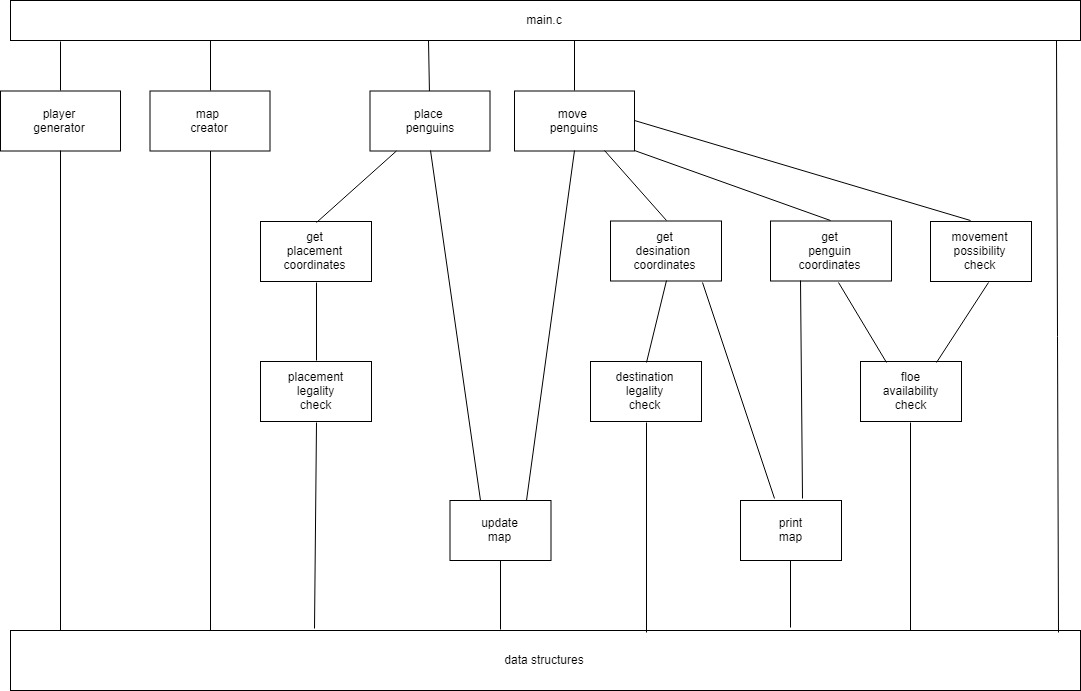 main.c
player
generator
map
creator
place
penguins
move
penguins
get
placement
coordinates
get
desination
coordinates
get
penguin
coordinates
movement
possibility
check
placement
legality
check
destination
legality
check
floe
availability
check
update
map
print
map
data structures